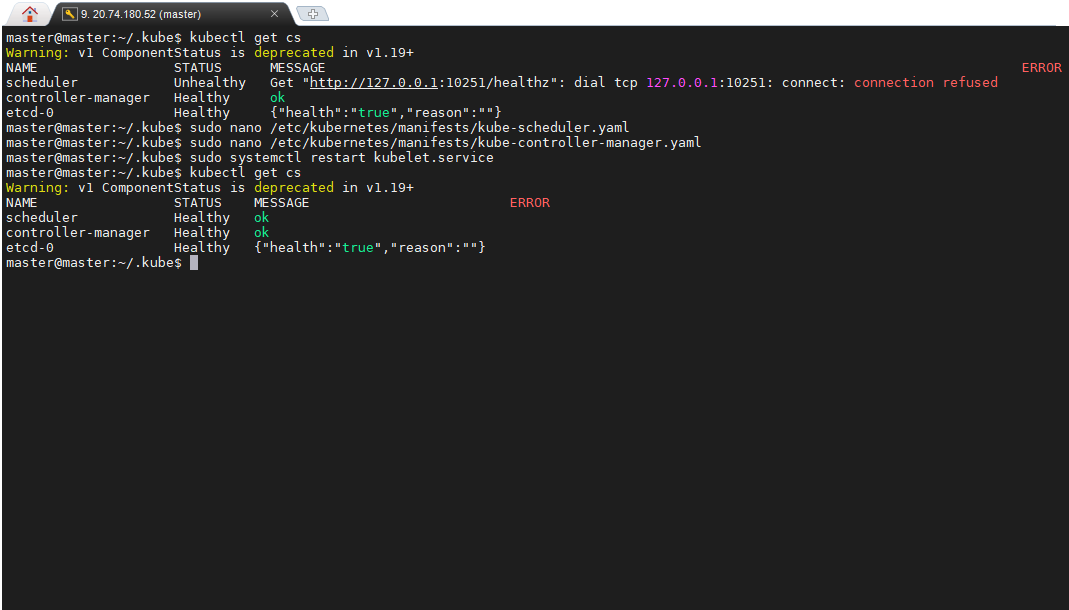 9. 20.74.180.52 (master)
master@master:~/.kube$ kubectl get cs
Warning: v1 ComponentStatus is deprecated in v1.19+
NAME STATUS MESSAGE ERROR
scheduler Unhealthy Get "http://127.0.0.1:10251/healthz": dial tcp 127.0.0.1:10251: connect: connection refused
controller-manager Healthy ok
etcd-0 Healthy {"health":"true","reason":""}
master@master:~/.kube$ sudo nano /etc/kubernetes/manifests/kube-scheduler.yaml
master@master:~/.kube$ sudo nano /etc/kubernetes/manifests/kube-controller-manager.yaml
master@master:~/.kube$ sudo systemctl restart kubelet.service
master@master:~/.kube$ kubectl get cs
Warning: v1 ComponentStatus is deprecated in v1.19+
NAME STATUS MESSAGE ERROR
scheduler Healthy ok
controller-manager Healthy ok
etcd-0 Healthy {"health":"true","reason":""}
master@master:~/.kube$